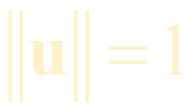 ‖u‖ = 1